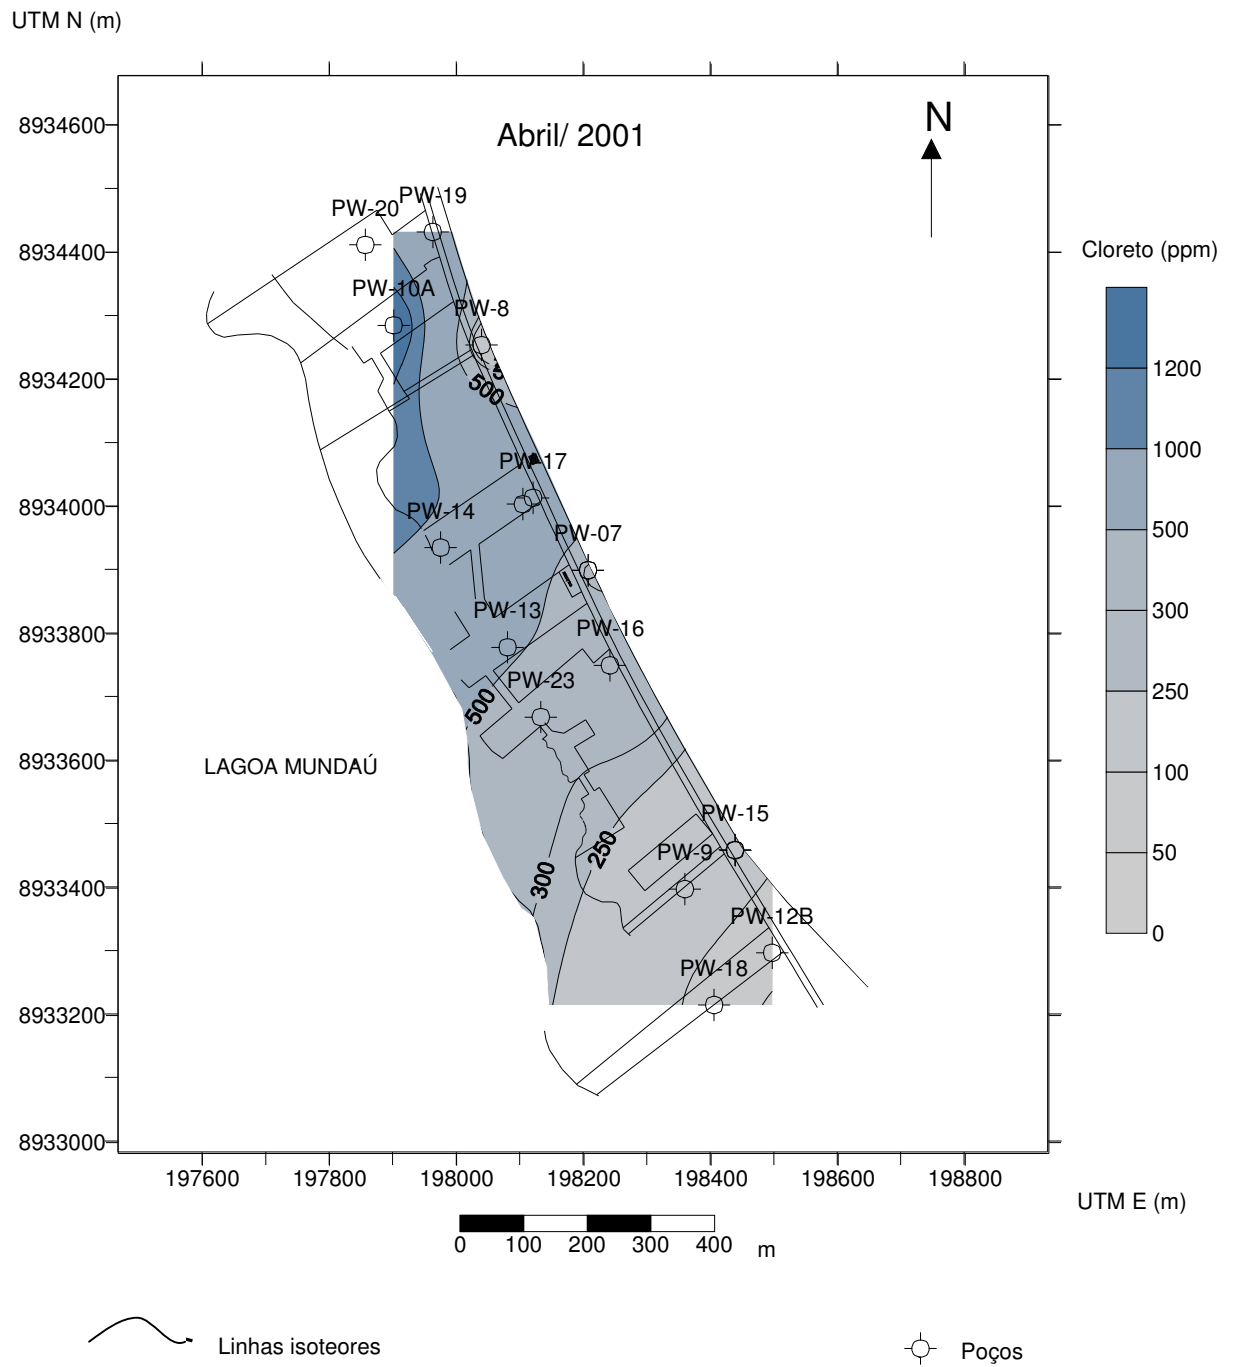 UTM N (m)
Abril/ 2001
N
8934600
8934400
8934200
8934000
8933800
8933600
8933400
8933200
8933000
PW-20
PW-19
PW-10A
PW-8
5
500
PW-17
PW-14
PW-07
PW-13
PW-16
PW-23
500
LAGOA MUNDAÚ
PW-15
250
PW-9
300
PW-12B
PW-18
Cloreto (ppm)
1200
1000
500
300
250
100
50
0
197600 197800 198000 198200 198400 198600 198800
UTM E (m)
0 100 200 300 400 m
Linhas isoteores
Poços